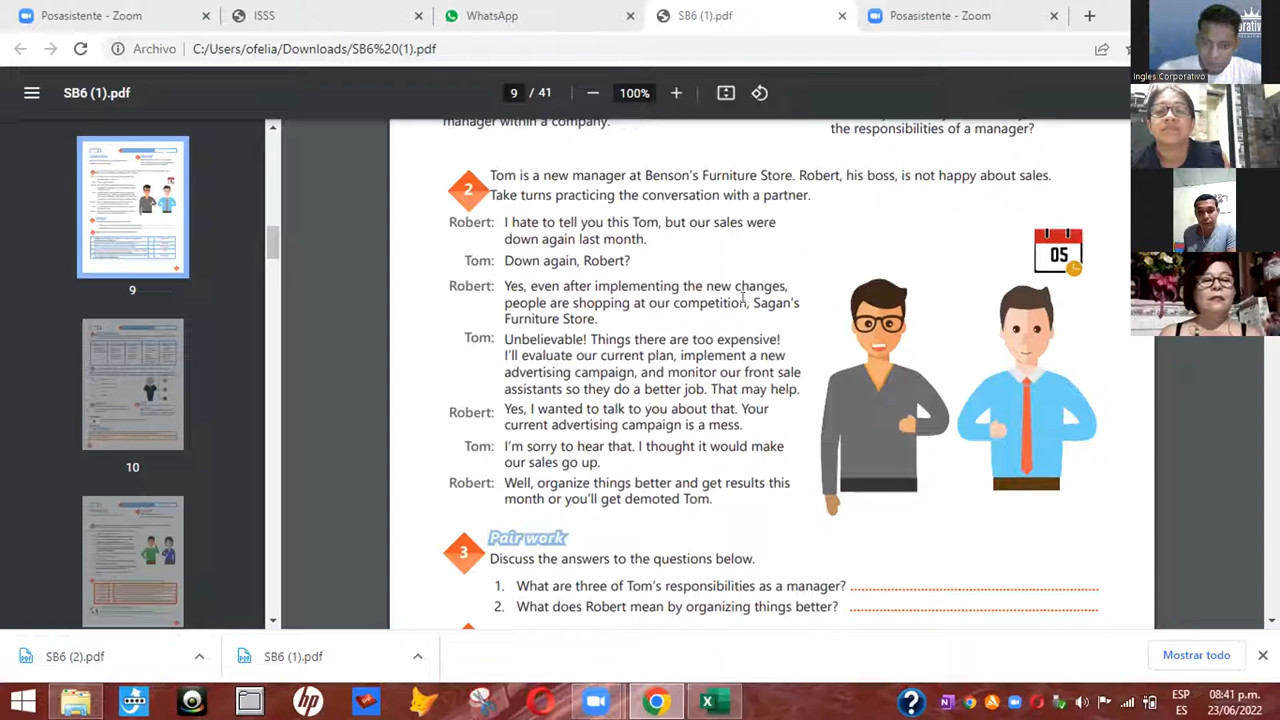 Posasistente - Zoom
ISSS
WhatsApp
SB6 (1).pdf
Posasistente - Zoom
Archivo
C:/Users/ofelia/Downloads/SB6%20(1).pdf
Ingles Corporativo
SB6 (1).pdf
9 / 41
100%
manager within a company.
the responsibilities of a manager?
2
Tom is a new manager at Benson's Furniture Store. Robert, his boss, is not happy about sales.
Take turns practicing the conversation with a partner.
Robert: I hate to tell you this Tom, but our sales were
down again last month.
Tom: Down again, Robert?
Robert: Yes, even after implementing the new changes,
people are shopping at our competition, Sagan's
Furniture Store.
Tom: Unbelievable! Things there are too expensive!
I'll evaluate our current plan, implement a new
advertising campaign, and monitor our front sale
assistants so they do a better job. That may help.
Robert: Yes, I wanted to talk to you about that. Your
current advertising campaign is a mess.
Tom: I'm sorry to hear that. I thought it would make
our sales go up.
Robert: Well, organize things better and get results this
month or you'll get demoted Tom.
05
3
Pair work
Discuss the answers to the questions below.
1. What are three of Tom's responsibilities as a manager?
2. What does Robert mean by organizing things better?
9
10
SB6 (2).pdf
SB6 (1).pdf
Mostrar todo
ESP
ES
08:41 p.m.
23/06/2022